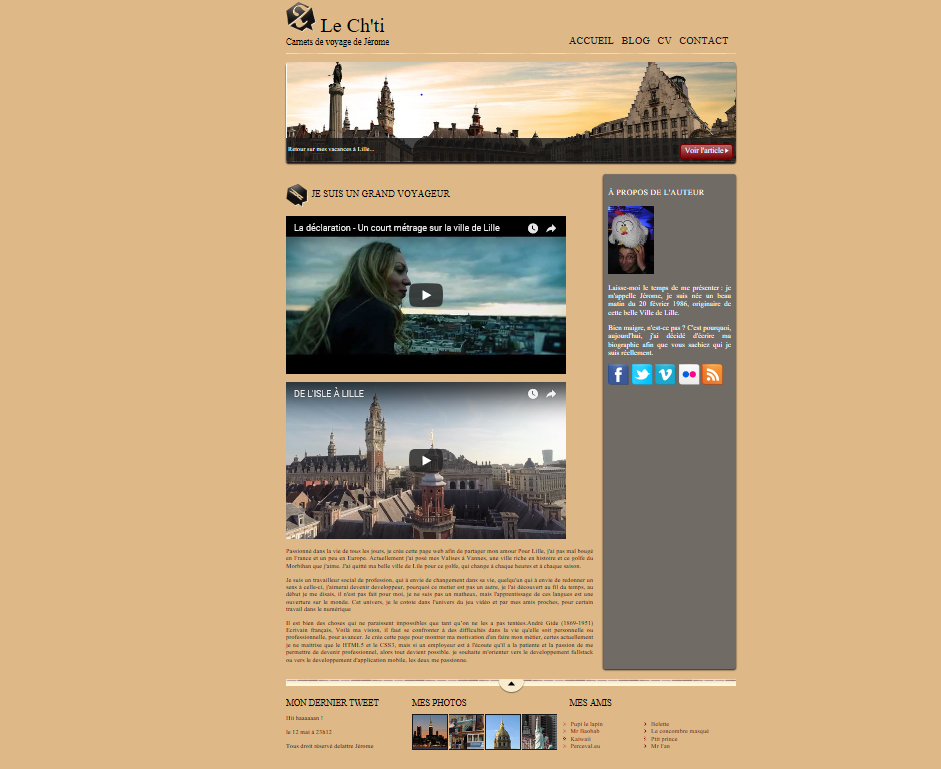 Le Ch'ti
Carnets de voyage de Jérome
ACCUEIL BLOG CV CONTACT
Retour sur mes vacances à Lille...
Voir l'article
JE SUIS UN GRAND VOYAGEUR
La déclaration - Un court métrage sur la ville de Lille
DE L'ISLE À LILLE
Passionné dans la vie de tous les jours, je crée cette page web afin de partager mon amour Pour Lille, j'ai pas mal bougé
en France et un peu en Europe. Actuellement j'ai posé mes Valises à Vannes, une ville riche en histoire et ce golfe du
Morbihan que j'aime. J'ai quitté ma belle ville de Lile pour ce golfe, qui change à chaque heures et à chaque saison.
Je suis un travailleur social de profession, qui à envie de changement dans sa vie, quelqu'un qui à envie de redonner un
sens à celle-ci, j'aimerai devenir developpeur, pourquoi ce metier est pas un autre, je l'ai découvert au fil du temps, au
début je me disais, il n'est pas fait pour moi, je ne suis pas un matheux, mais l'apprentissage de ces langues est une
ouverture sur le monde. Cet univers, je le cotoie dans l'univers du jeu vidéo et par mes amis proches, pour certain
travail dans le numérique
Il est bien des choses qui ne paraissent impossibles que tant qu'on ne les a pas tentées.André Gide (1869-1951)
Ecrivain français, Voila ma vision, il faut se confronter à des difficultés dans la vie qu'elle soit personnelle ou
professionnelle, pour avancer. Je crée cette page pour montrer ma motivation d'en faire mon métier, certes actuellement
je ne maitrise que le HTML5 et le CSS3, mais si un employeur est à l'écoute qu'il a la patiente et la passion de me
permettre de devenir professionnel, alors tout devient possible. je souhaite m'orienter vers le developpement fullstack
ou vers le developpement d'application mobile, les deux me passionne.
À PROPOS DE L'AUTEUR
Laisse-moi le temps de me présenter : je
m'appelle Jérome, je suis née un beau
matin du 20 février 1986, originaire de
cette belle Ville de Lille.
Bien maigre, n'est-ce pas ? C'est pourquoi,
aujourd'hui, j'ai décidé d'écrire ma
biographie afin que vous sachiez qui je
suis réellement.
MON DERNIER TWEET
Hii haaaaaan !
le 12 mai à 23h12
Tous droit réservé delattre Jérome
MES PHOTOS
MES AMIS
Pupi le lapin
Mr Baobab
Kaiwaii
Perceval.eu
Belette
Le concombre masqué
Ptit prince
Mr Fan